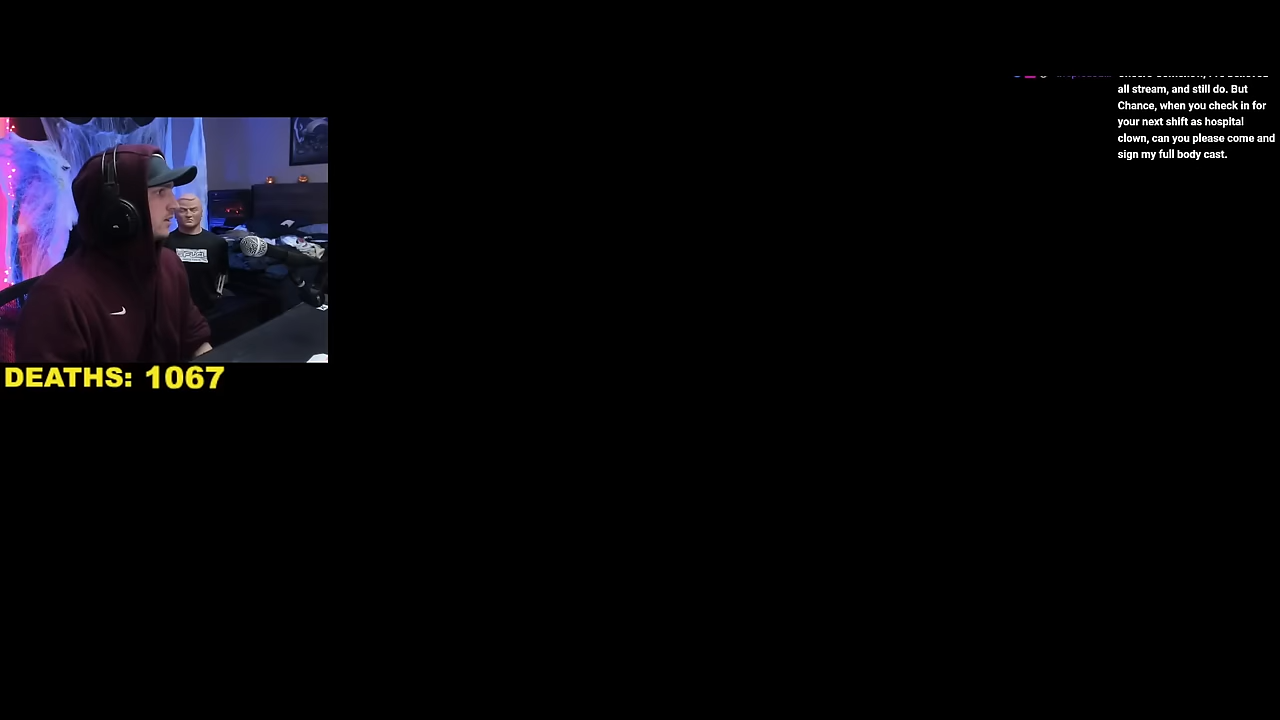 all stream, and still do. But
Chance, when you check in for
your next shift as hospital
clown, can you please come and
sign my full body cast.
DEATHS: 1067